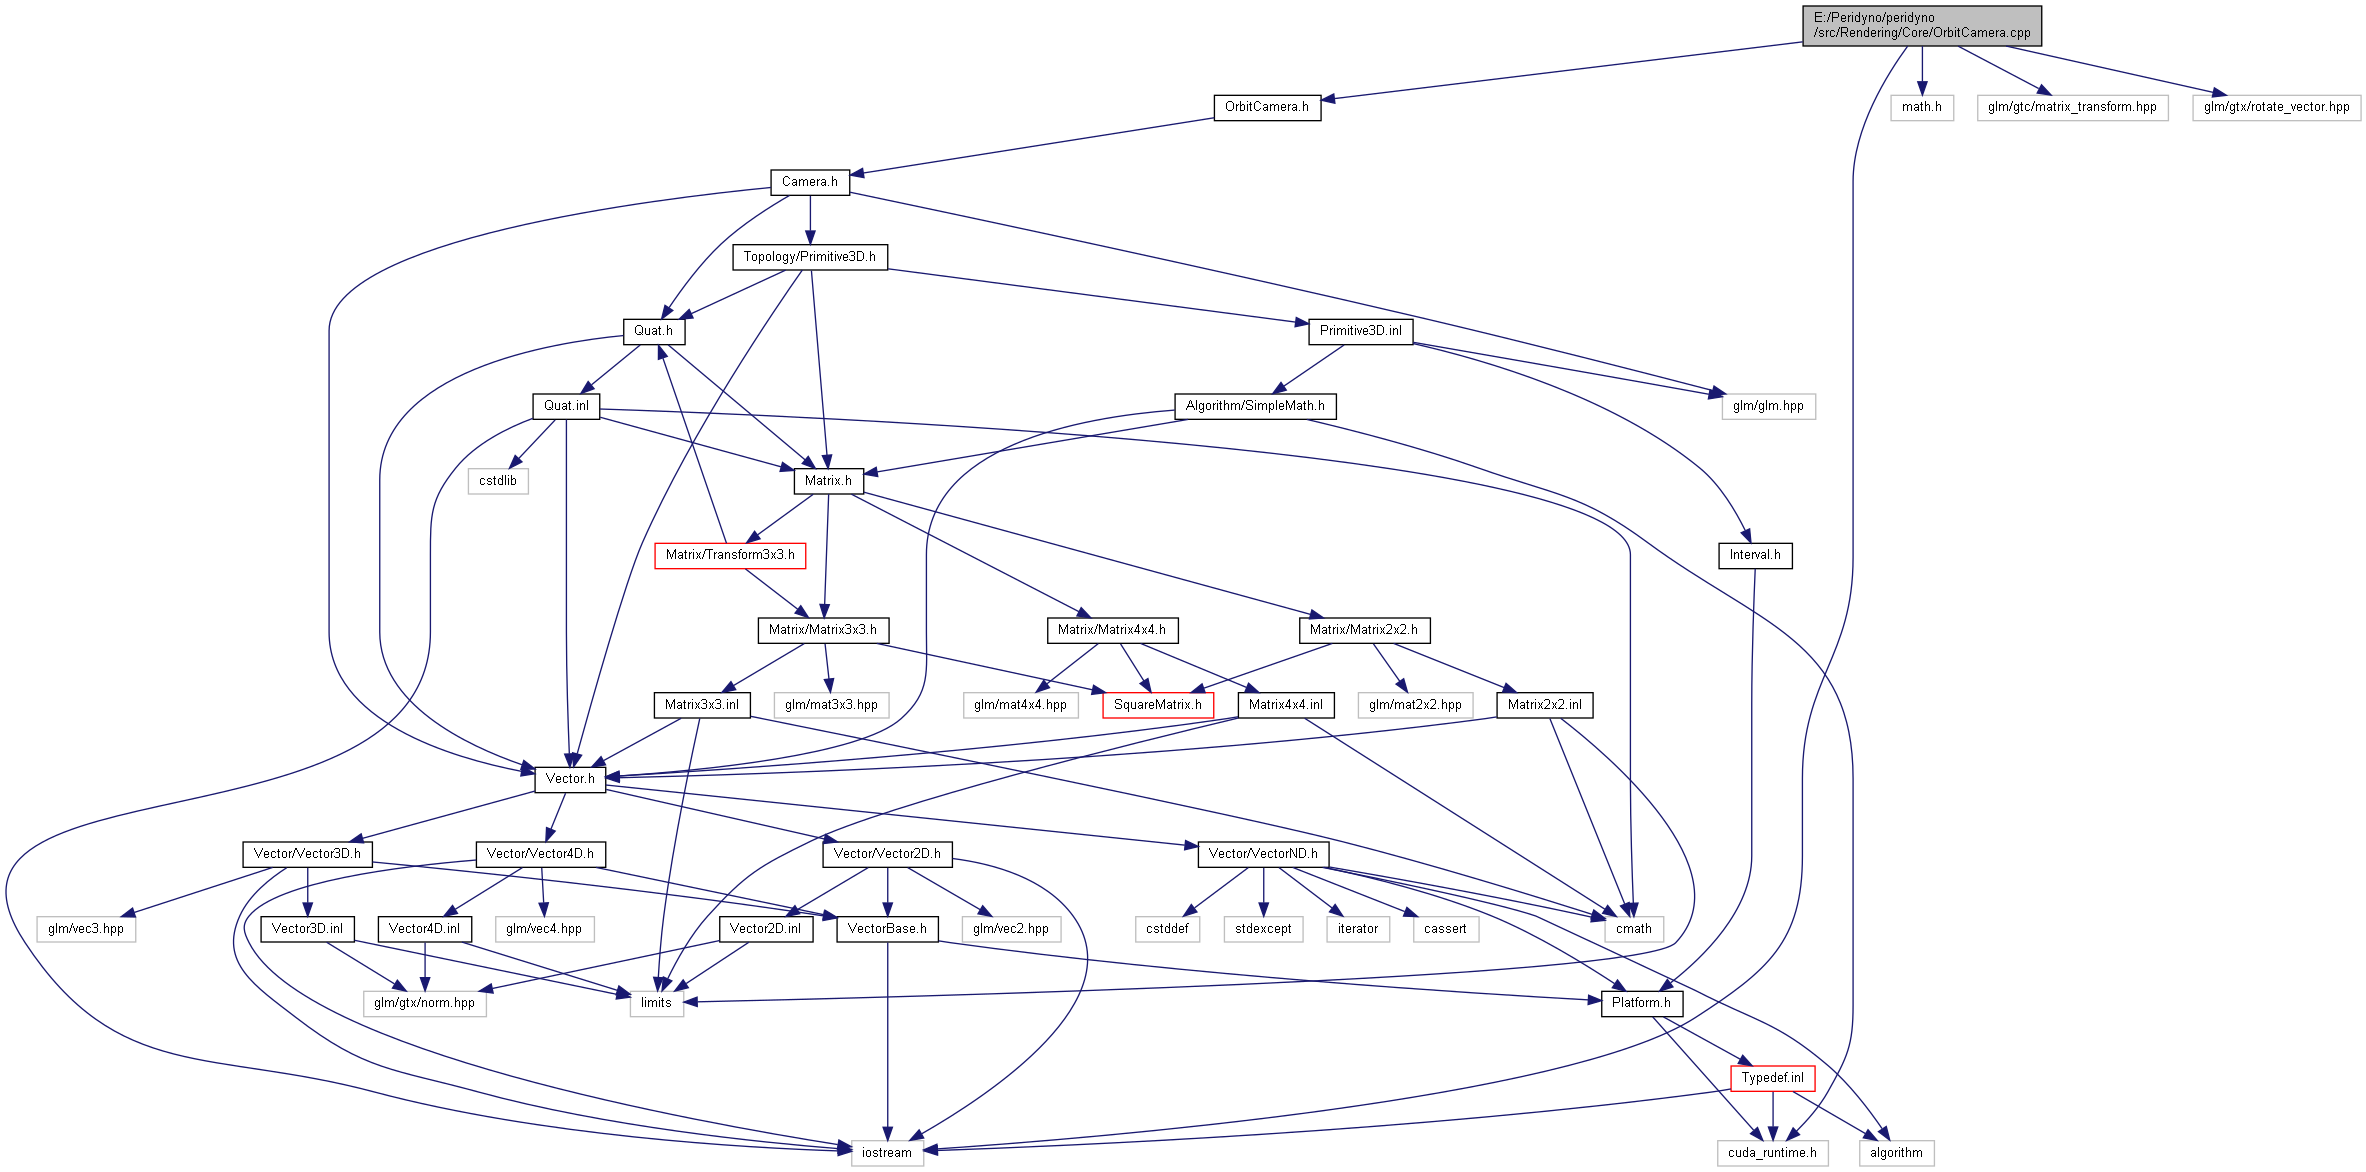 E:/Peridyno/peridyno
/src/Rendering/Core/OrbitCamera.cpp
OrbitCamera.h
math.h
glm/gtc/matrix_transform.hpp
glm/gtx/rotate_vector.hpp
Camera.h
Topology/Primitive3D.h
Quat.h
Primitive3D.inl
Quat.inl
Algorithm/SimpleMath.h
glm/glm.hpp
cstdlib
Matrix.h
Matrix/Transform3x3.h
Interval.h
Matrix/Matrix3x3.h
Matrix/Matrix4x4.h
Matrix/Matrix2x2.h
Matrix3x3.inl
glm/mat3x3.hpp
glm/mat4x4.hpp
SquareMatrix.h
Matrix4x4.inl
glm/mat2x2.hpp
Matrix2x2.inl
Vector.h
Vector/Vector3D.h
Vector/Vector4D.h
Vector/Vector2D.h
Vector/VectorND.h
glm/vec3.hpp
Vector3D.inl
Vector4D.inl
glm/vec4.hpp
Vector2D.inl
VectorBase.h
glm/vec2.hpp
cstddef
stdexcept
iterator
cassert
cmath
glm/gtx/norm.hpp
limits
Platform.h
Typedef.inl
iostream
cuda_runtime.h
algorithm